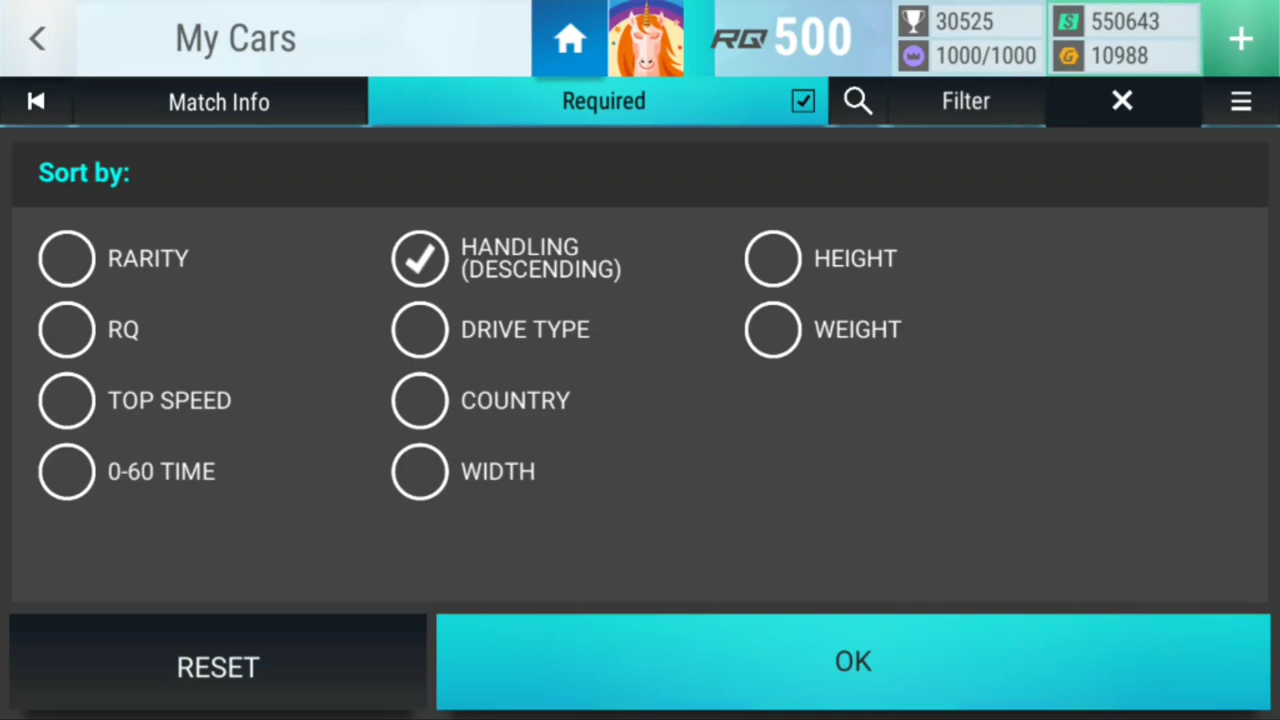 My Cars
RQ 500
30525
1000/1000
550643
10988
Match Info
Required
Filter
Sort by:
RARITY
HANDLING
(DESCENDING)
HEIGHT
RQ
DRIVE TYPE
WEIGHT
TOP SPEED
COUNTRY
0-60 TIME
WIDTH
RESET
OK